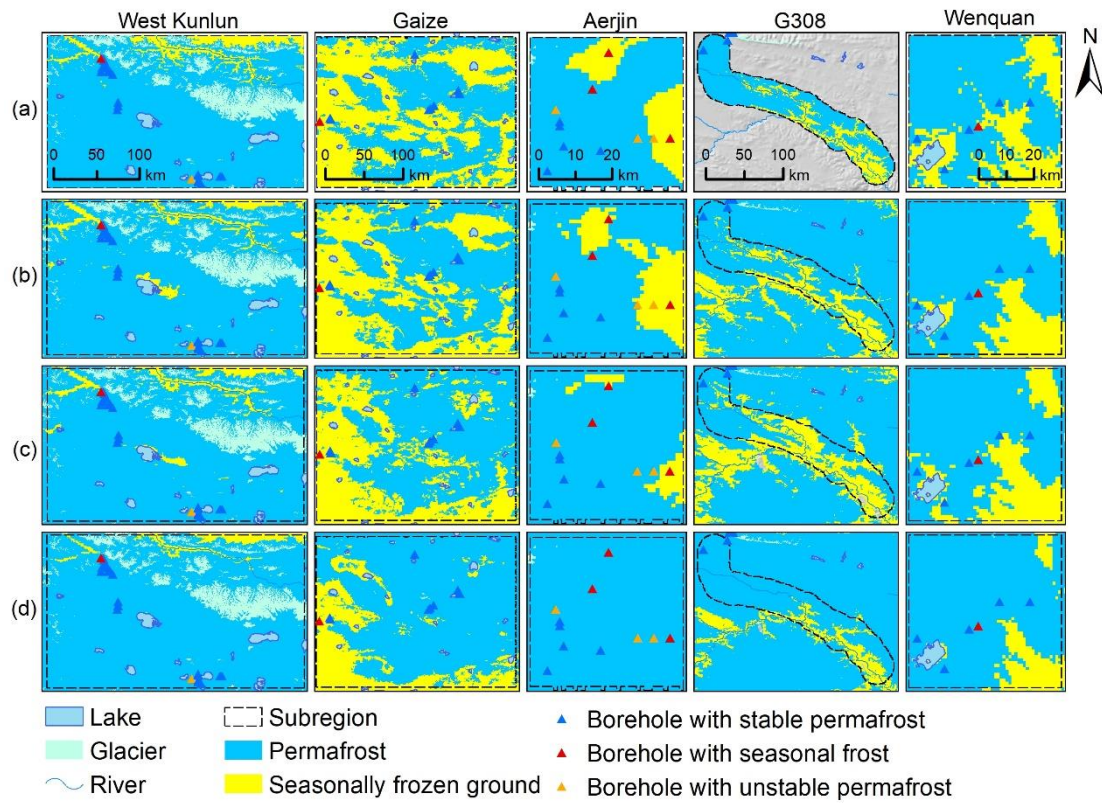 West Kunlun Gaize Aerjin G308 Wenquan
N
(a)
0 50 100
km
0 50 100
km
0 10 20
km
0 50 100
km
0 10 20
km
(b)
(c)
(d)
Lake
Subregion
Borehole with stable permafrost
Glacier
Permafrost
Borehole with seasonal frost
River
Seasonally frozen ground
Borehole with unstable permafrost